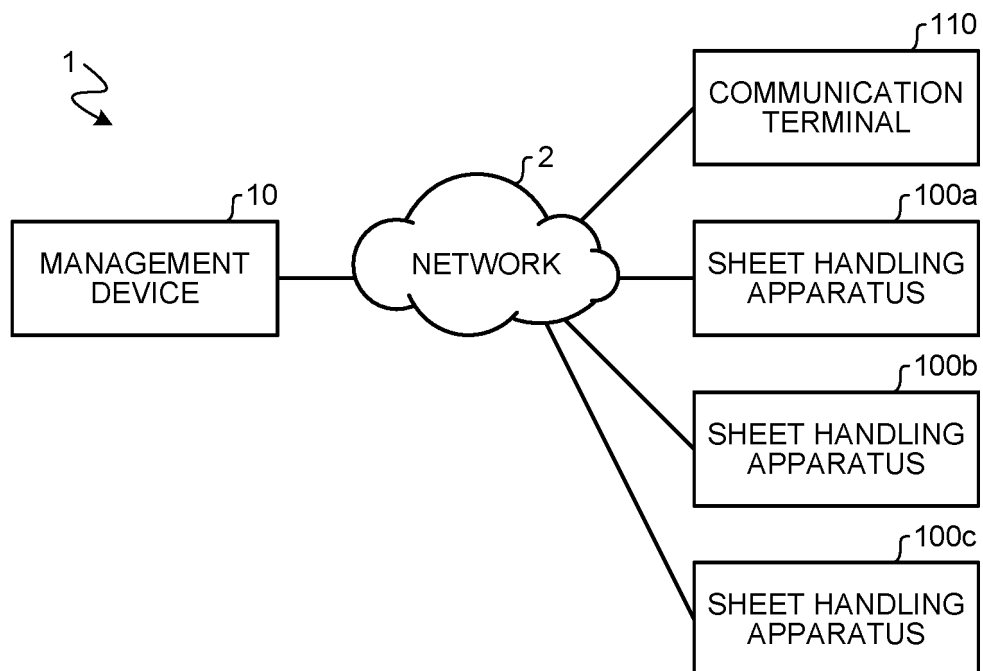 1
110
COMMUNICATION
TERMINAL
2
10
100a
MANAGEMENT
DEVICE
NETWORK
SHEET HANDLING
APPARATUS
100b
SHEET HANDLING
APPARATUS
100c
SHEET HANDLING
APPARATUS